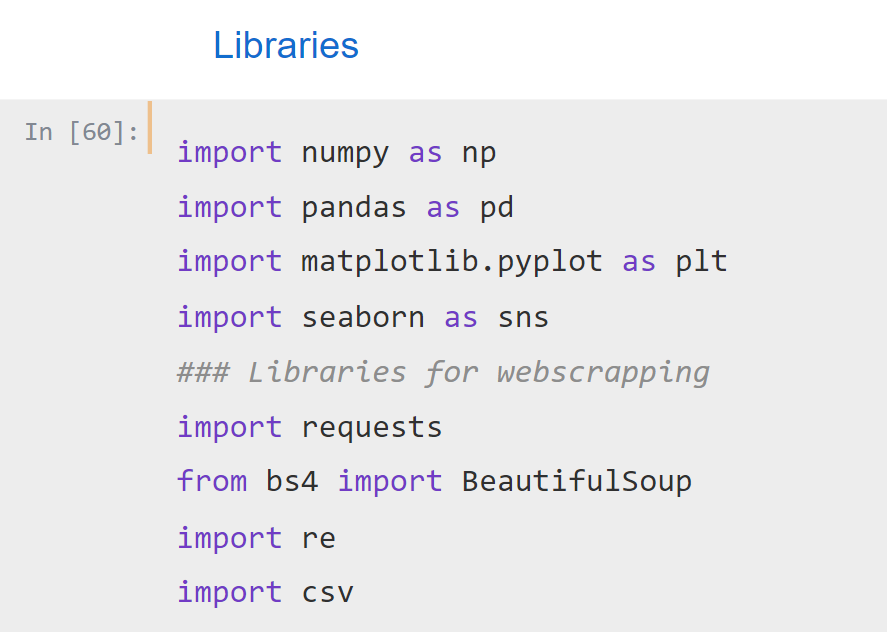 Libraries
In [60]:
import numpy as np
import pandas as pd
import matplotlib.pyplot as plt
import seaborn as sns
### Libraries for webscrapping
import requests
from bs4 import BeautifulSoup
import re
import csv